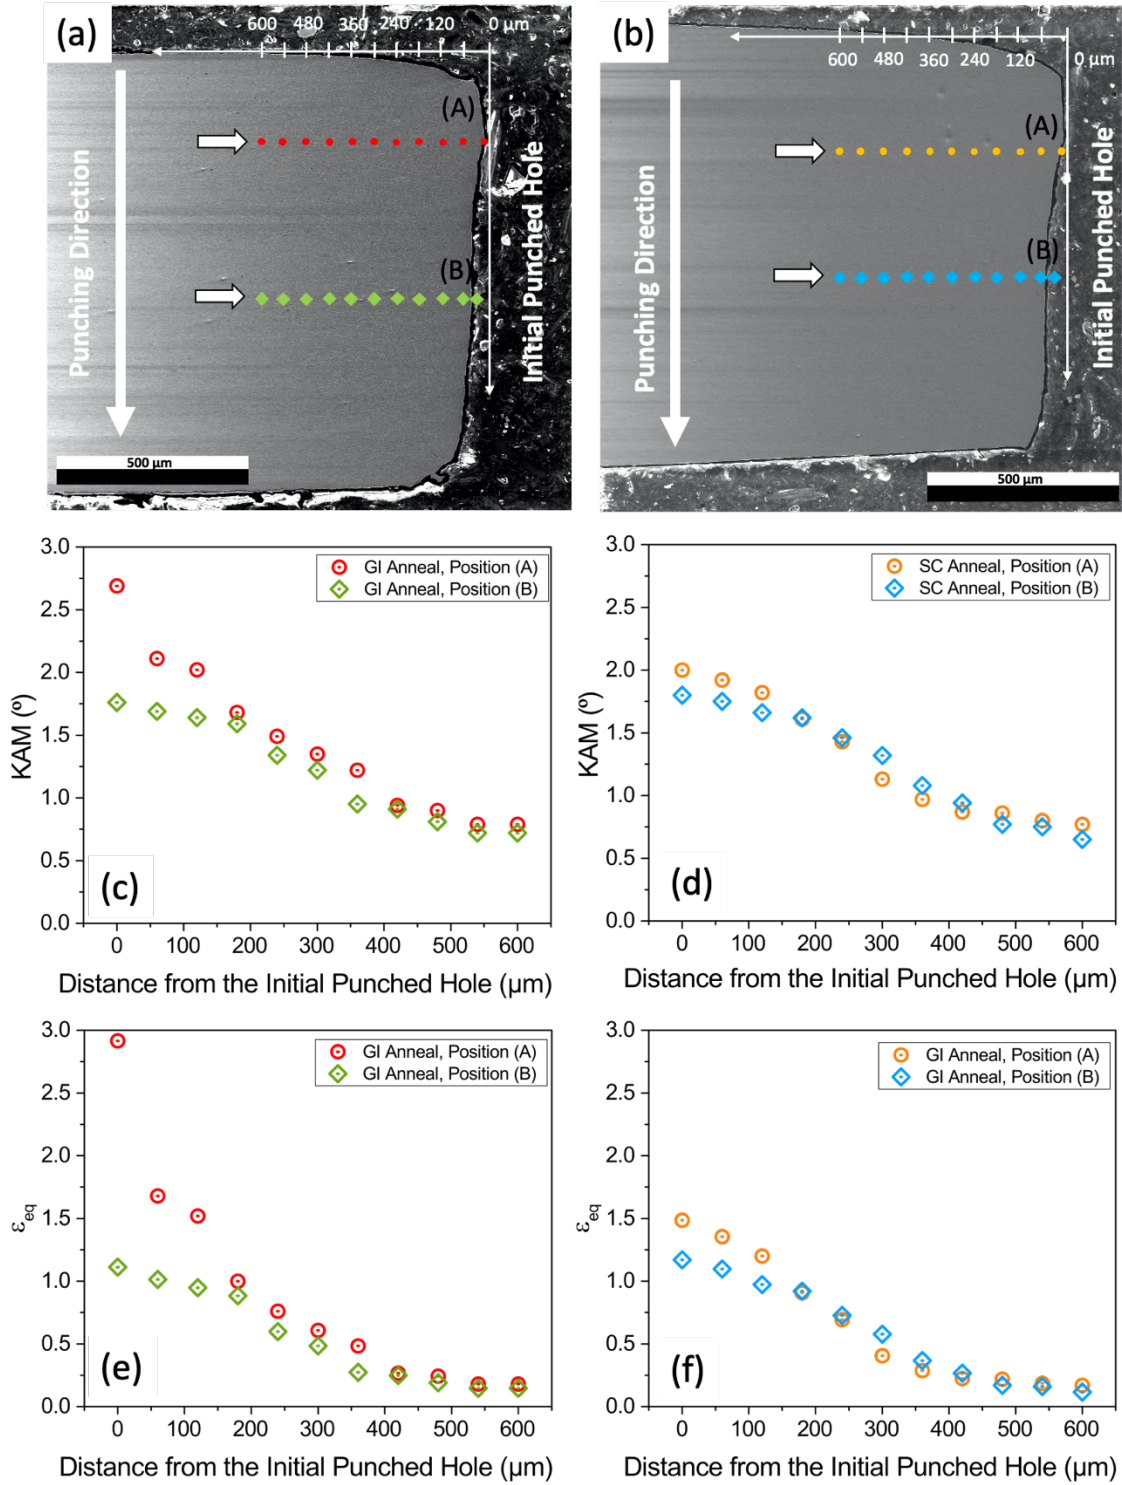 (a)
600 480 360 240 120 0 µm
(A)
(B)
Punching Direction
Initial Punched Hole
500 µm
(b)
600 480 360 240 120 0 µm
(A)
(B)
Punching Direction
Initial Punched Hole
500 µm
3.0
2.5
2.0
1.5
1.0
0.5
0.0
KAM (º)
GI Anneal, Position (A)
GI Anneal, Position (B)
(c)
0 100 200 300 400 500 600
Distance from the Initial Punched Hole (µm)
3.0
2.5
2.0
1.5
1.0
0.5
0.0
KAM (º)
SC Anneal, Position (A)
SC Anneal, Position (B)
(d)
0 100 200 300 400 500 600
Distance from the Initial Punched Hole (µm)
3.0
2.5
2.0
1.5
1.0
0.5
0.0
εeq
GI Anneal, Position (A)
GI Anneal, Position (B)
(e)
0 100 200 300 400 500 600
Distance from the Initial Punched Hole (µm)
3.0
2.5
2.0
1.5
1.0
0.5
0.0
εeq
GI Anneal, Position (A)
GI Anneal, Position (B)
(f)
0 100 200 300 400 500 600
Distance from the Initial Punched Hole (µm)